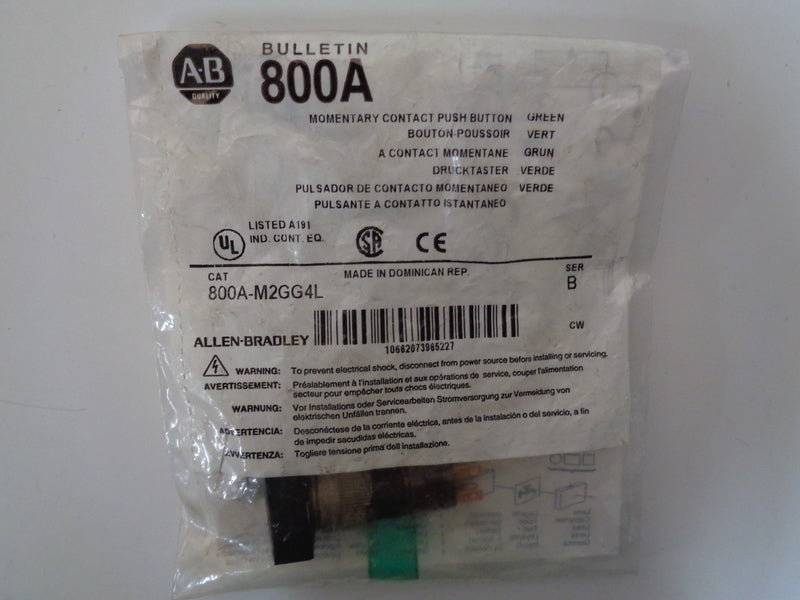 A-B
QUALITY
BULLETIN
800A
MOMENTARY CONTACT PUSH BUTTON GREEN
BOUTON-POUSSOIR VERT
A CONTACT MOMENTANE GRUN
DRUCKTASTER VERDE
PULSADOR DE CONTACTO MOMENTANEO VERDE
PULSANTE A CONTATTO ISTANTANEO
UL
LISTED A191
IND. CONT. EQ.
CE
CAT
MADE IN DOMINICAN REP.
SER
800A-M2GG4L
B
ALLEN-BRADLEY
10662073965227
CW
WARNING: To prevent electrical shock, disconnect from power source before installing or servicing.
AVERTISSEMENT: Préalablement à l'installation et aux opérations de service, couper l'alimentation
secteur pour empêcher touts chocs électriques.
WARNUNG: Vor Installations oder Servicearbeiten Stromversorgung zur Vermeidung von
elektrischen Unfällen trennen.
ADVERTENCIA: Desconéctese de la corriente eléctrica, antes de la instalación o del servicio, a fin
de impedir sacudidas eléctricas.
AVVERTENZA: Togliere tensione prima dell'installazione.